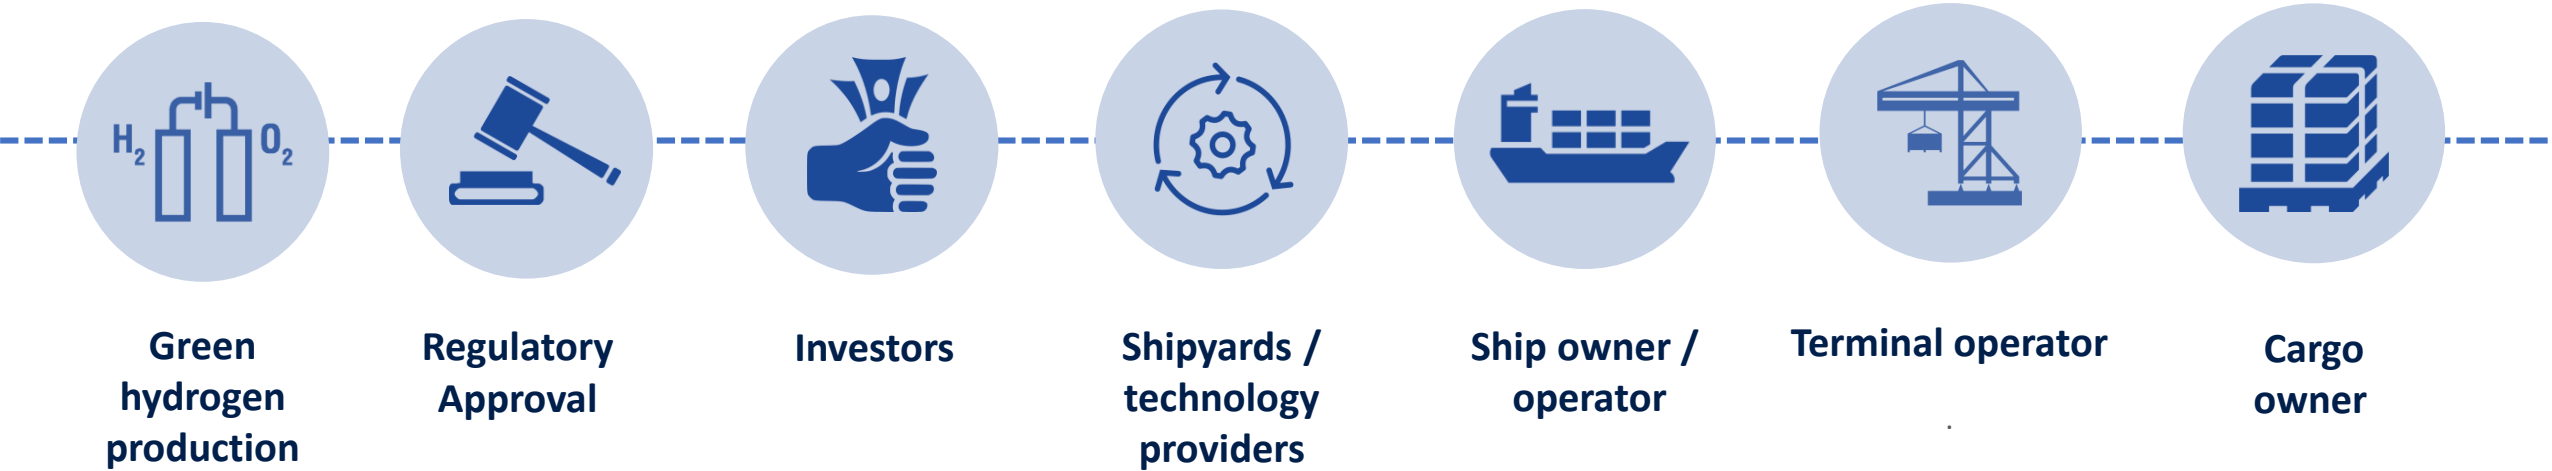 H₂
O₂
Green
hydrogen
production
Regulatory
Approval
Investors
Shipyards /
technology
providers
Ship owner /
operator
Terminal operator
.
Cargo
owner